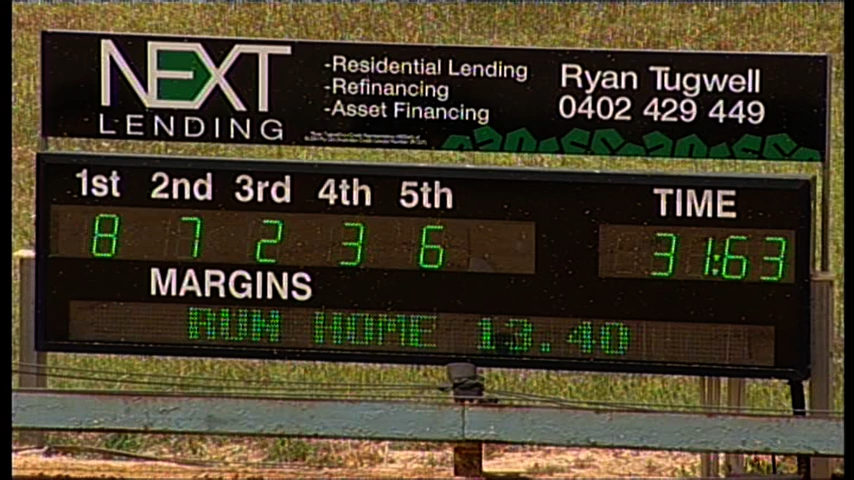 NEXT
LENDING
-Residential Lending
-Refinancing
-Asset Financing
Ryan Tugwell
0402 429 449
1st 2nd 3rd 4th 5th TIME
8 7 2 3 6 31:63
MARGINS
RUN HOME 13.40